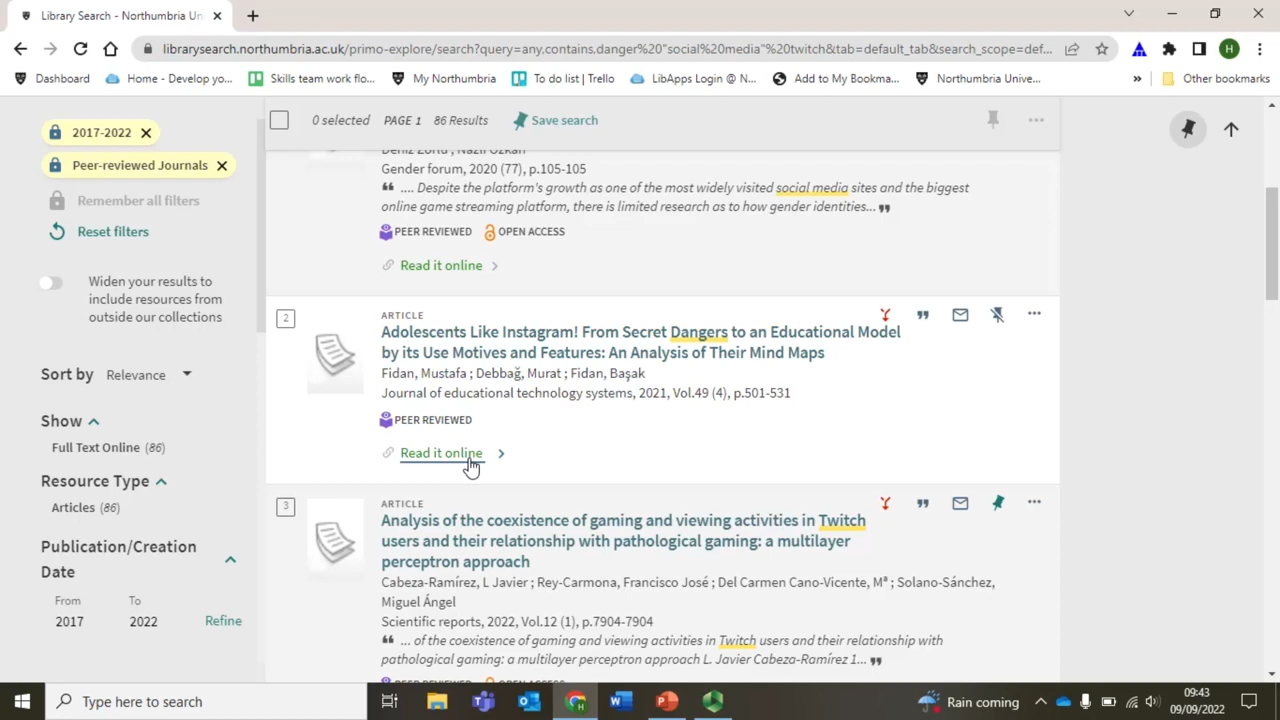 Library Search - Northumbria Un
librarysearch.northumbria.ac.uk/primo-explore/search?query=any,contains,danger%20"social%20media"%20twitch&tab=default_tab&search_scope=def...
H
Dashboard
Home - Develop yo...
Skills team work flo...
My Northumbria
To do list | Trello
LibApps Login @ N...
Add to My Bookma...
Northumbria Unive...
»
Other bookmarks
2017-2022
Peer-reviewed Journals
Remember all filters
Reset filters
Widen your results to
include resources from
outside our collections
Sort by Relevance
Show
Full Text Online (86)
Resource Type
Articles (86)
Publication/Creation
Date
From To
2017 2022 Refine
0 selected PAGE 1 86 Results Save search
Deniz Zorlu ; Nazli Özkan
Gender forum, 2020 (77), p.105-105
.... Despite the platform's growth as one of the most widely visited social media sites and the biggest
online game streaming platform, there is limited research as to how gender identities...
PEER REVIEWED OPEN ACCESS
Read it online
2
ARTICLE
Adolescents Like Instagram! From Secret Dangers to an Educational Model
by its Use Motives and Features: An Analysis of Their Mind Maps
Fidan, Mustafa ; Debbağ, Murat ; Fidan, Başak
Journal of educational technology systems, 2021, Vol.49 (4), p.501-531
PEER REVIEWED
Read it online
3
ARTICLE
Analysis of the coexistence of gaming and viewing activities in Twitch
users and their relationship with pathological gaming: a multilayer
perceptron approach
Cabeza-Ramírez, L Javier ; Rey-Carmona, Francisco José ; Del Carmen Cano-Vicente, Mª ; Solano-Sánchez,
Miguel Ángel
Scientific reports, 2022, Vol.12 (1), p.7904-7904
... of the coexistence of gaming and viewing activities in Twitch users and their relationship with
pathological gaming: a multilayer perceptron approach L. Javier Cabeza-Ramírez 1...
PEER REVIEWED OPEN ACCESS
Type here to search
Rain coming
09:43
09/09/2022